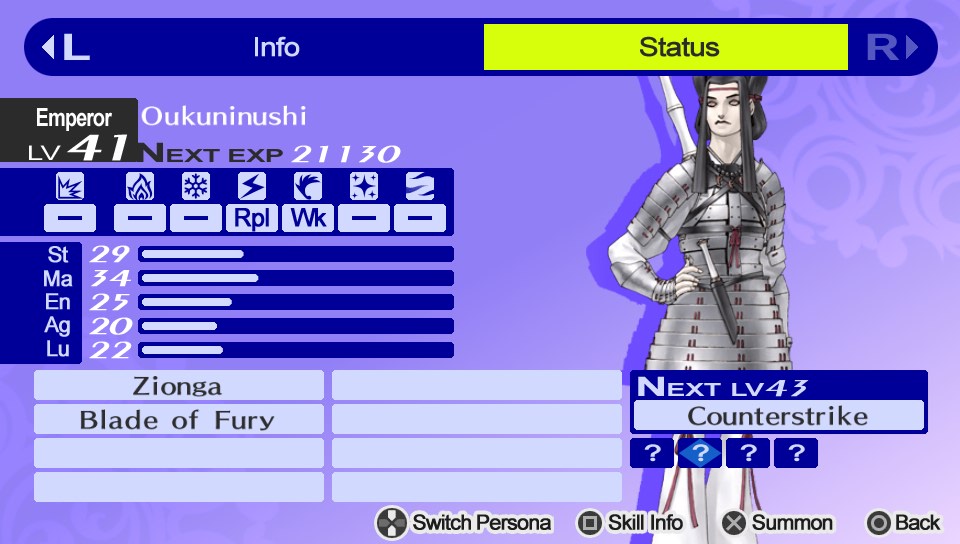 L Info Status R
Emperor Oukuninushi
LV 41 NEXT EXP 21130
– – – Rpl Wk – –
St 29
Ma 34
En 25
Ag 20
Lu 22
Zionga
Blade of Fury
NEXT LV43
Counterstrike
? ? ? ?
Switch Persona Skill Info Summon Back